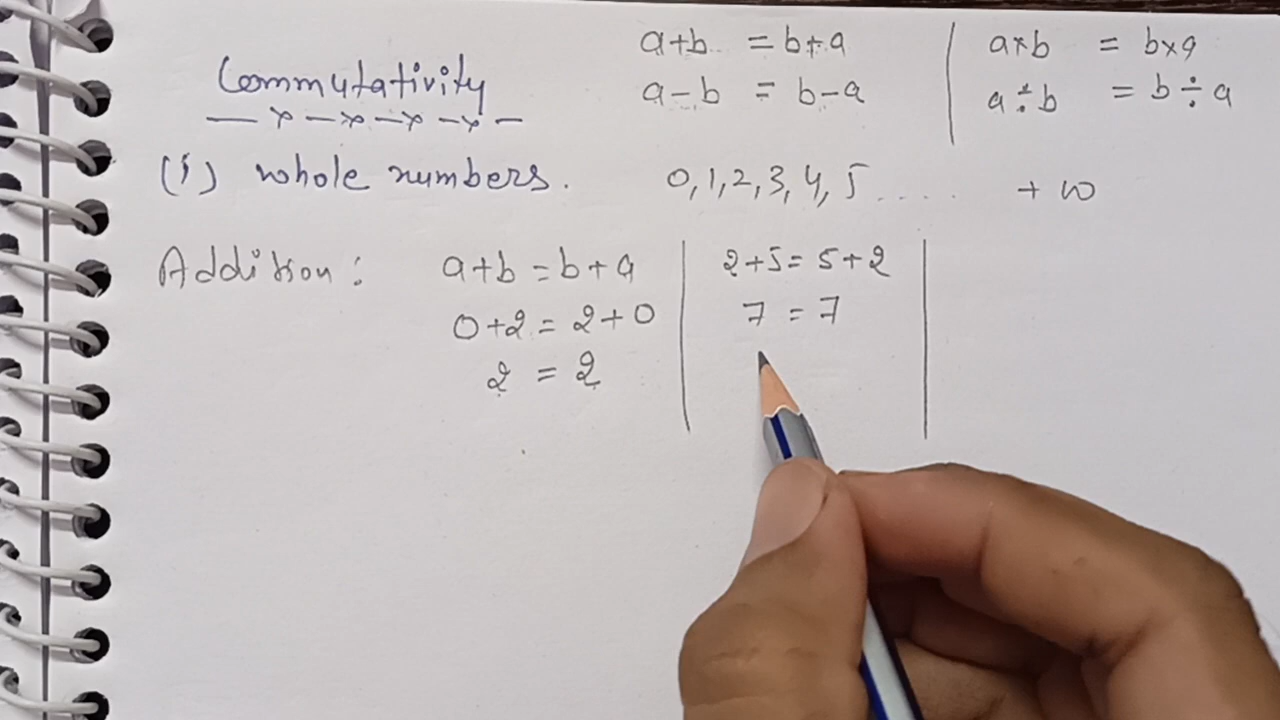 Commutativity
a+b = b+a
a-b = b-a
a×b = b×a
a÷b = b÷a
(i) whole numbers.
0,1,2,3,4,5 ..... +∞
Addition:
a+b = b+a
0+2 = 2+0
2 = 2
2+5 = 5+2
7 = 7